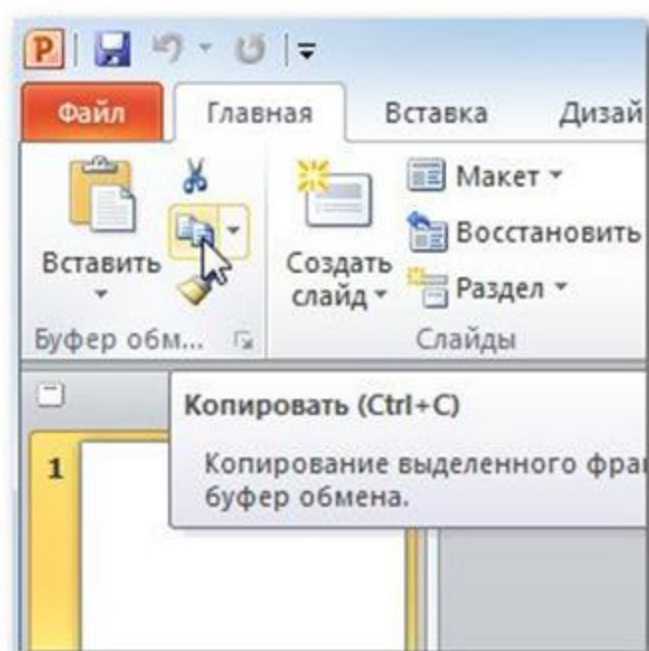 P
Файл Главная Вставка Дизай
Вставить
Создать слайд
Макет
Восстановить
Раздел
Буфер обм... Слайды
1
Копировать (Ctrl+C)
Копирование выделенного фра
буфер обмена.